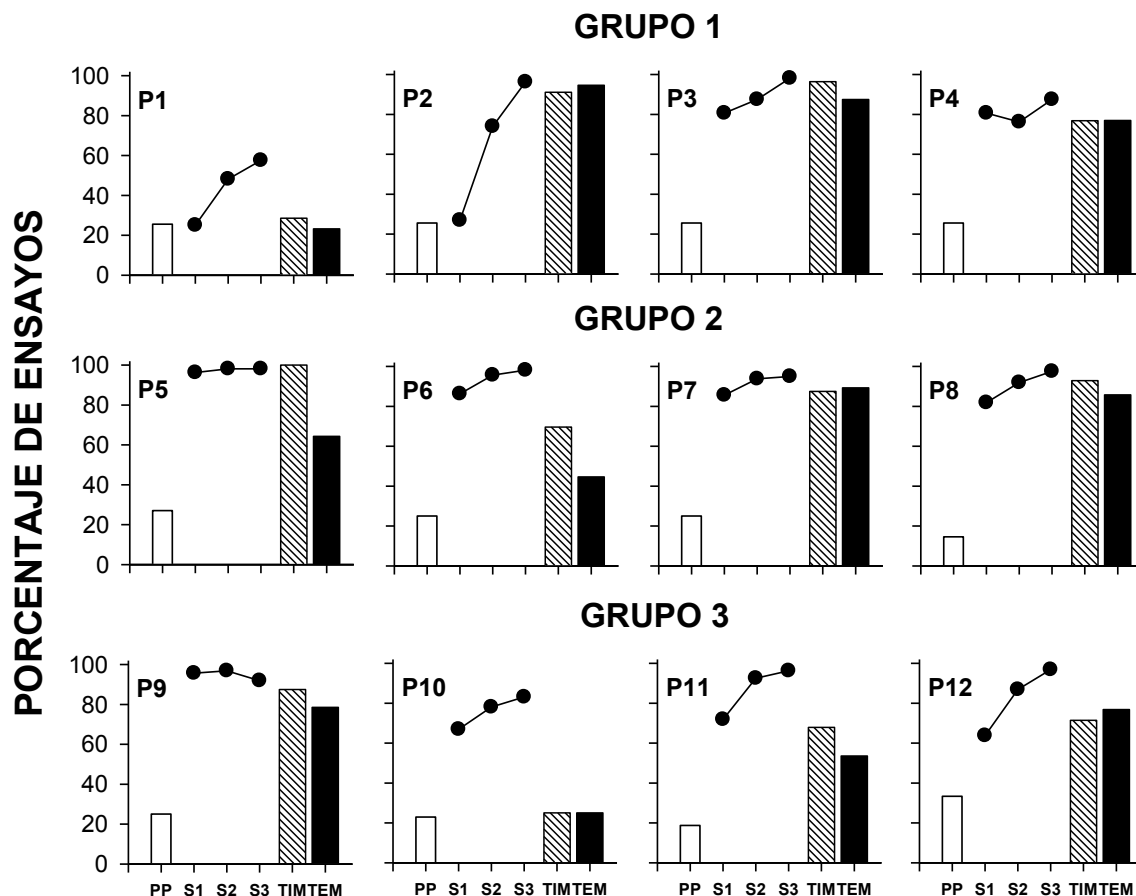 GRUPO 1
PORCENTAJE DE ENSAYOS
100
80
60
40
20
0
P1
P2
P3
P4
GRUPO 2
100
80
60
40
20
0
P5
P6
P7
P8
GRUPO 3
100
80
60
40
20
0
P9
P10
P11
P12
PP S1 S2 S3 TIM TEM
PP S1 S2 S3 TIM TEM
PP S1 S2 S3 TIM TEM
PP S1 S2 S3 TIM TEM